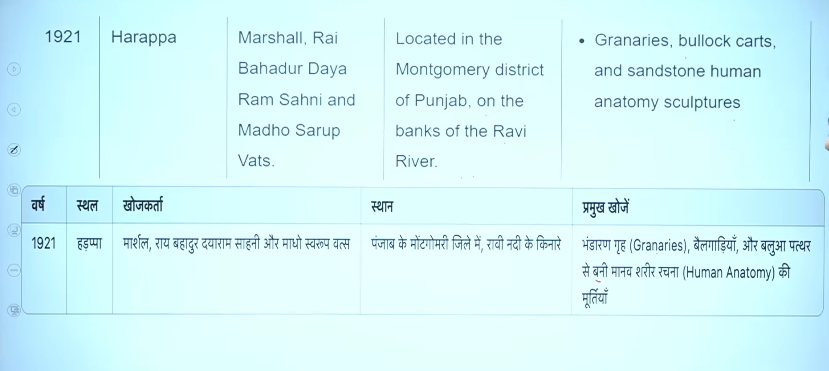 1921 Harappa Marshall, Rai Located in the • Granaries, bullock carts,
Bahadur Daya Montgomery district and sandstone human
Ram Sahni and of Punjab, on the anatomy sculptures
Madho Sarup banks of the Ravi
Vats. River.
वर्ष स्थल खोजकर्ता स्थान प्रमुख खोजें
1921 हड़प्पा मार्शल, राय बहादुर दयाराम साहनी और माधो स्वरूप वत्स पंजाब के मोंटगोमरी जिले में, रावी नदी के किनारे भंडारण गृह (Granaries), बैलगाड़ियाँ, और बलुआ पत्थर
से बनी मानव शरीर रचना (Human Anatomy) की
मूर्तियाँ